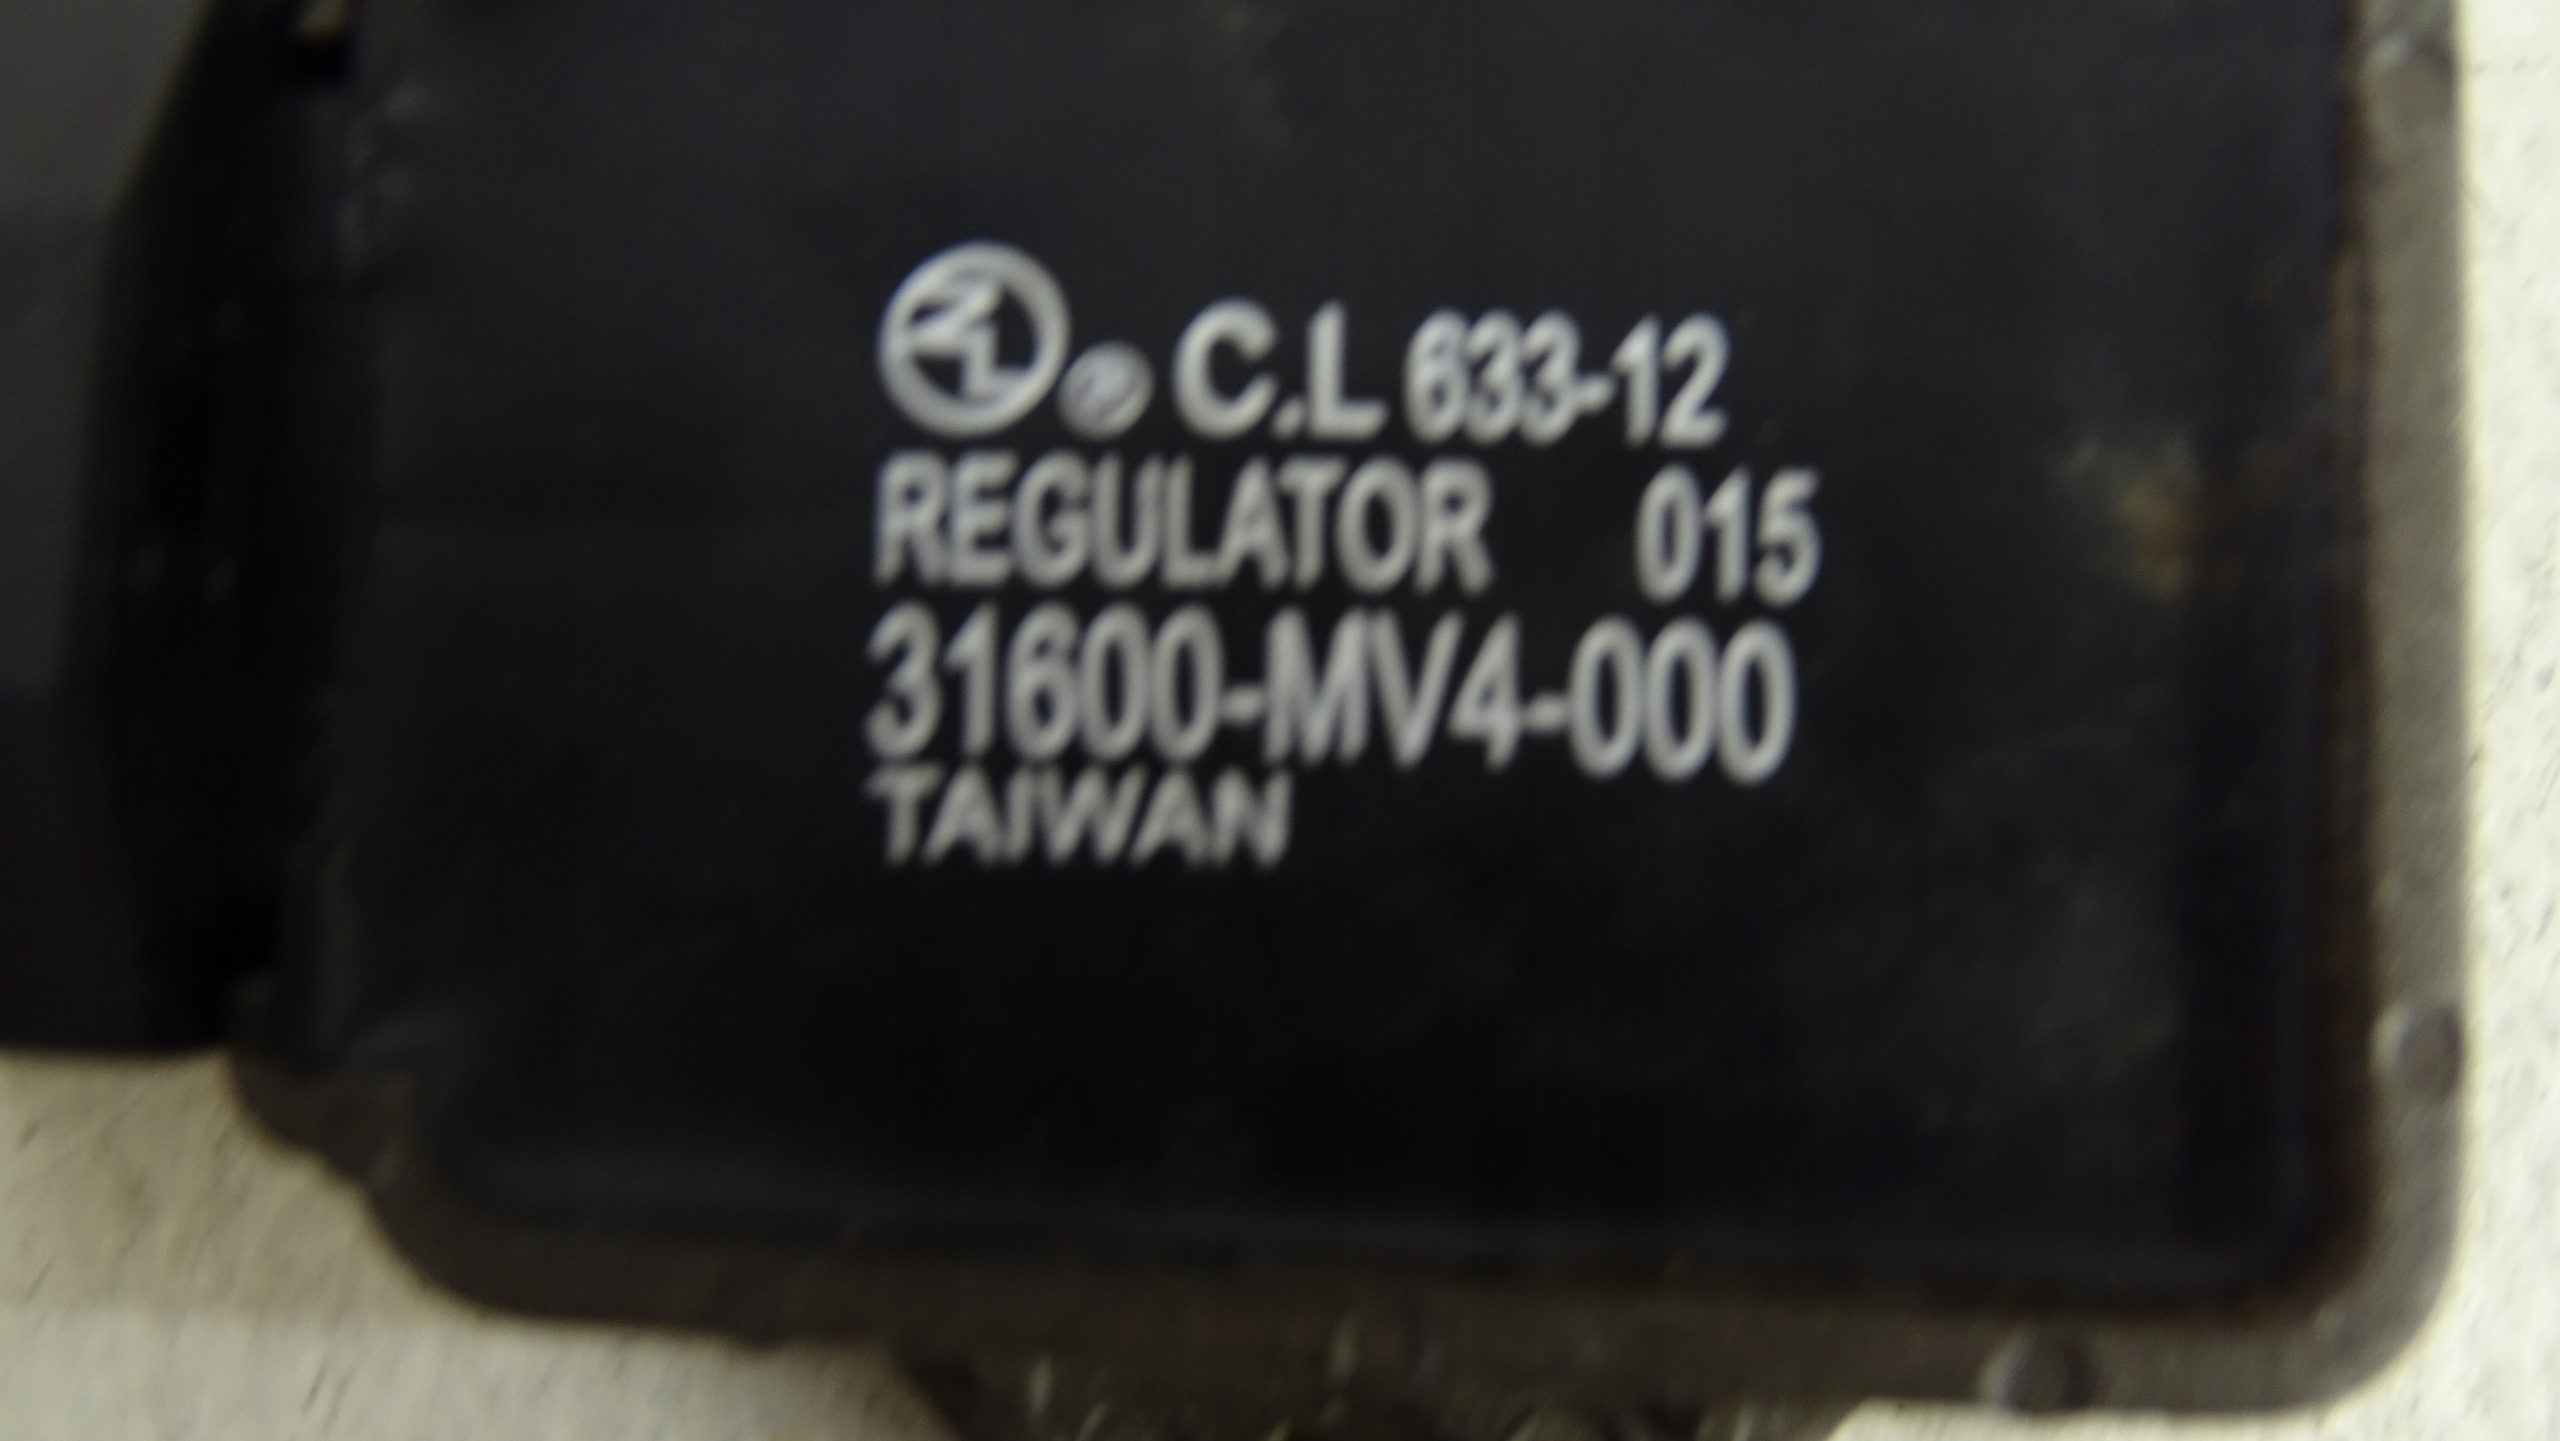 C.L 633-12
REGULATOR 015
31600-MV4-000
TAIWAN